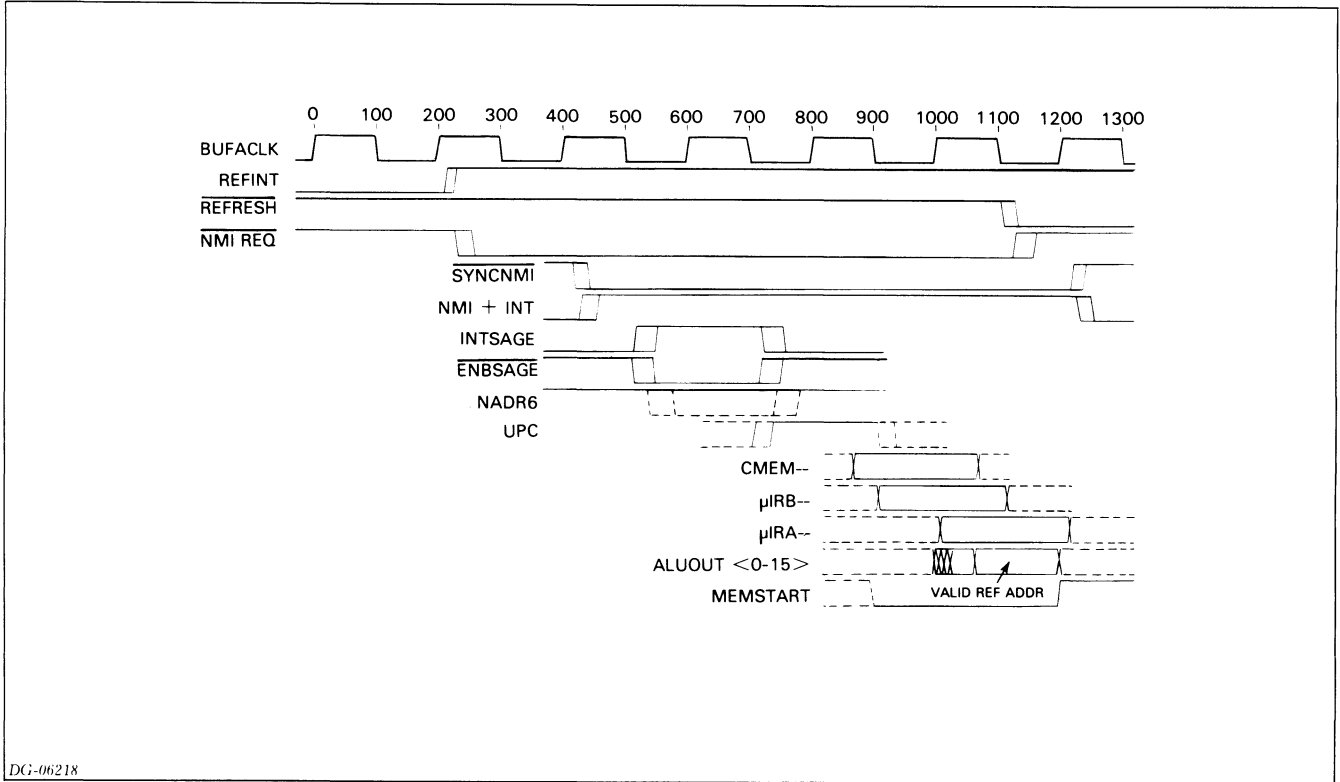 0 100 200 300 400 500 600 700 800 900 1000 1100 1200 1300
BUFACLK
REFINT
REFRESH
NMI REQ
SYNCNMI
NMI + INT
INTSAGE
ENBSAGE
NADR6
UPC
CMEM--
µIRB--
µIRA--
ALUOUT <0-15>
VALID REF ADDR
MEMSTART
DG-06218